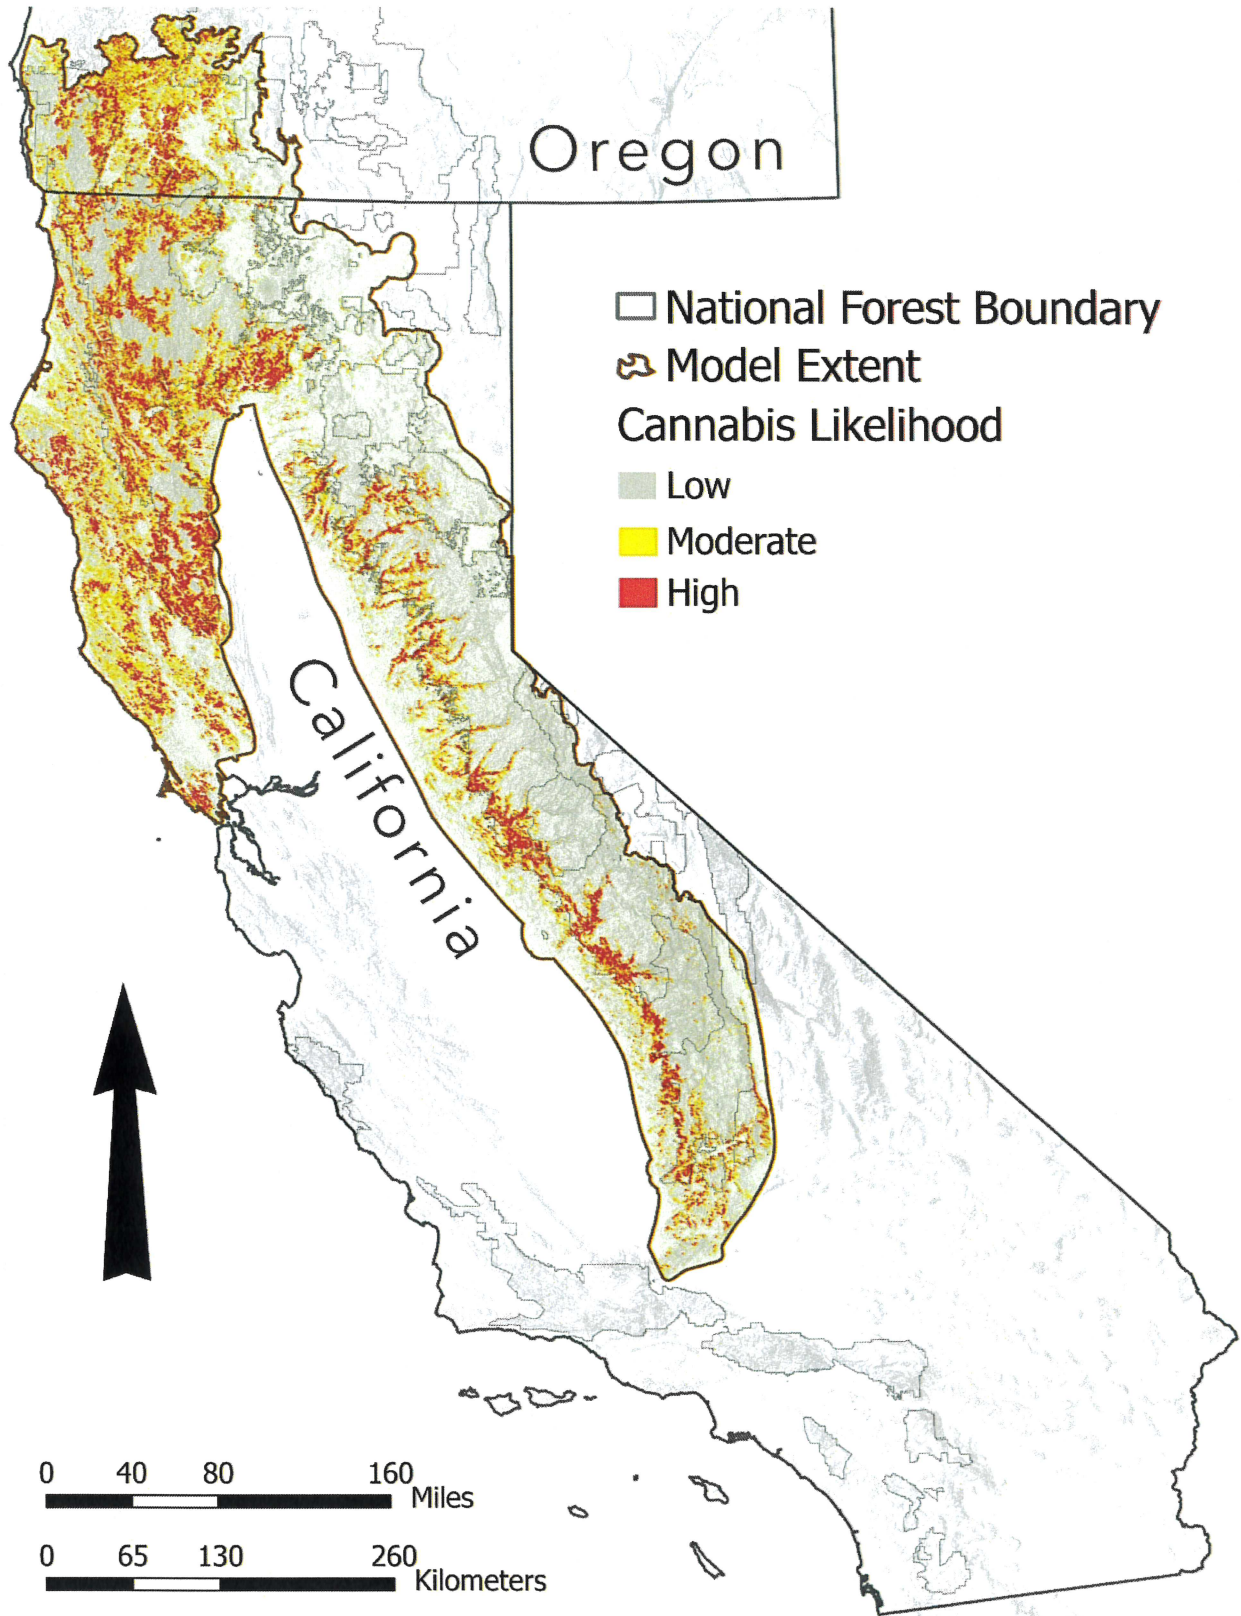 Oregon
National Forest Boundary
Model Extent
Cannabis Likelihood
Low
Moderate
High
California
0 40 80 160
Miles
0 65 130 260
Kilometers